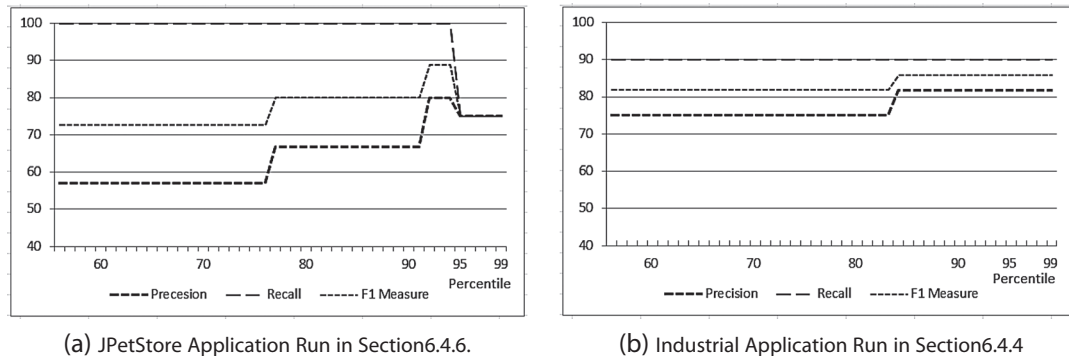 100
90
80
70
60
50
40
60 70 80 90 95 99
Percentile
Precesion Recall F1 Measure
(a) JPetStore Application Run in Section6.4.6.
100
90
80
70
60
50
40
60 70 80 90 95 99
Percentile
Precision Recall F1 Measure
(b) Industrial Application Run in Section6.4.4